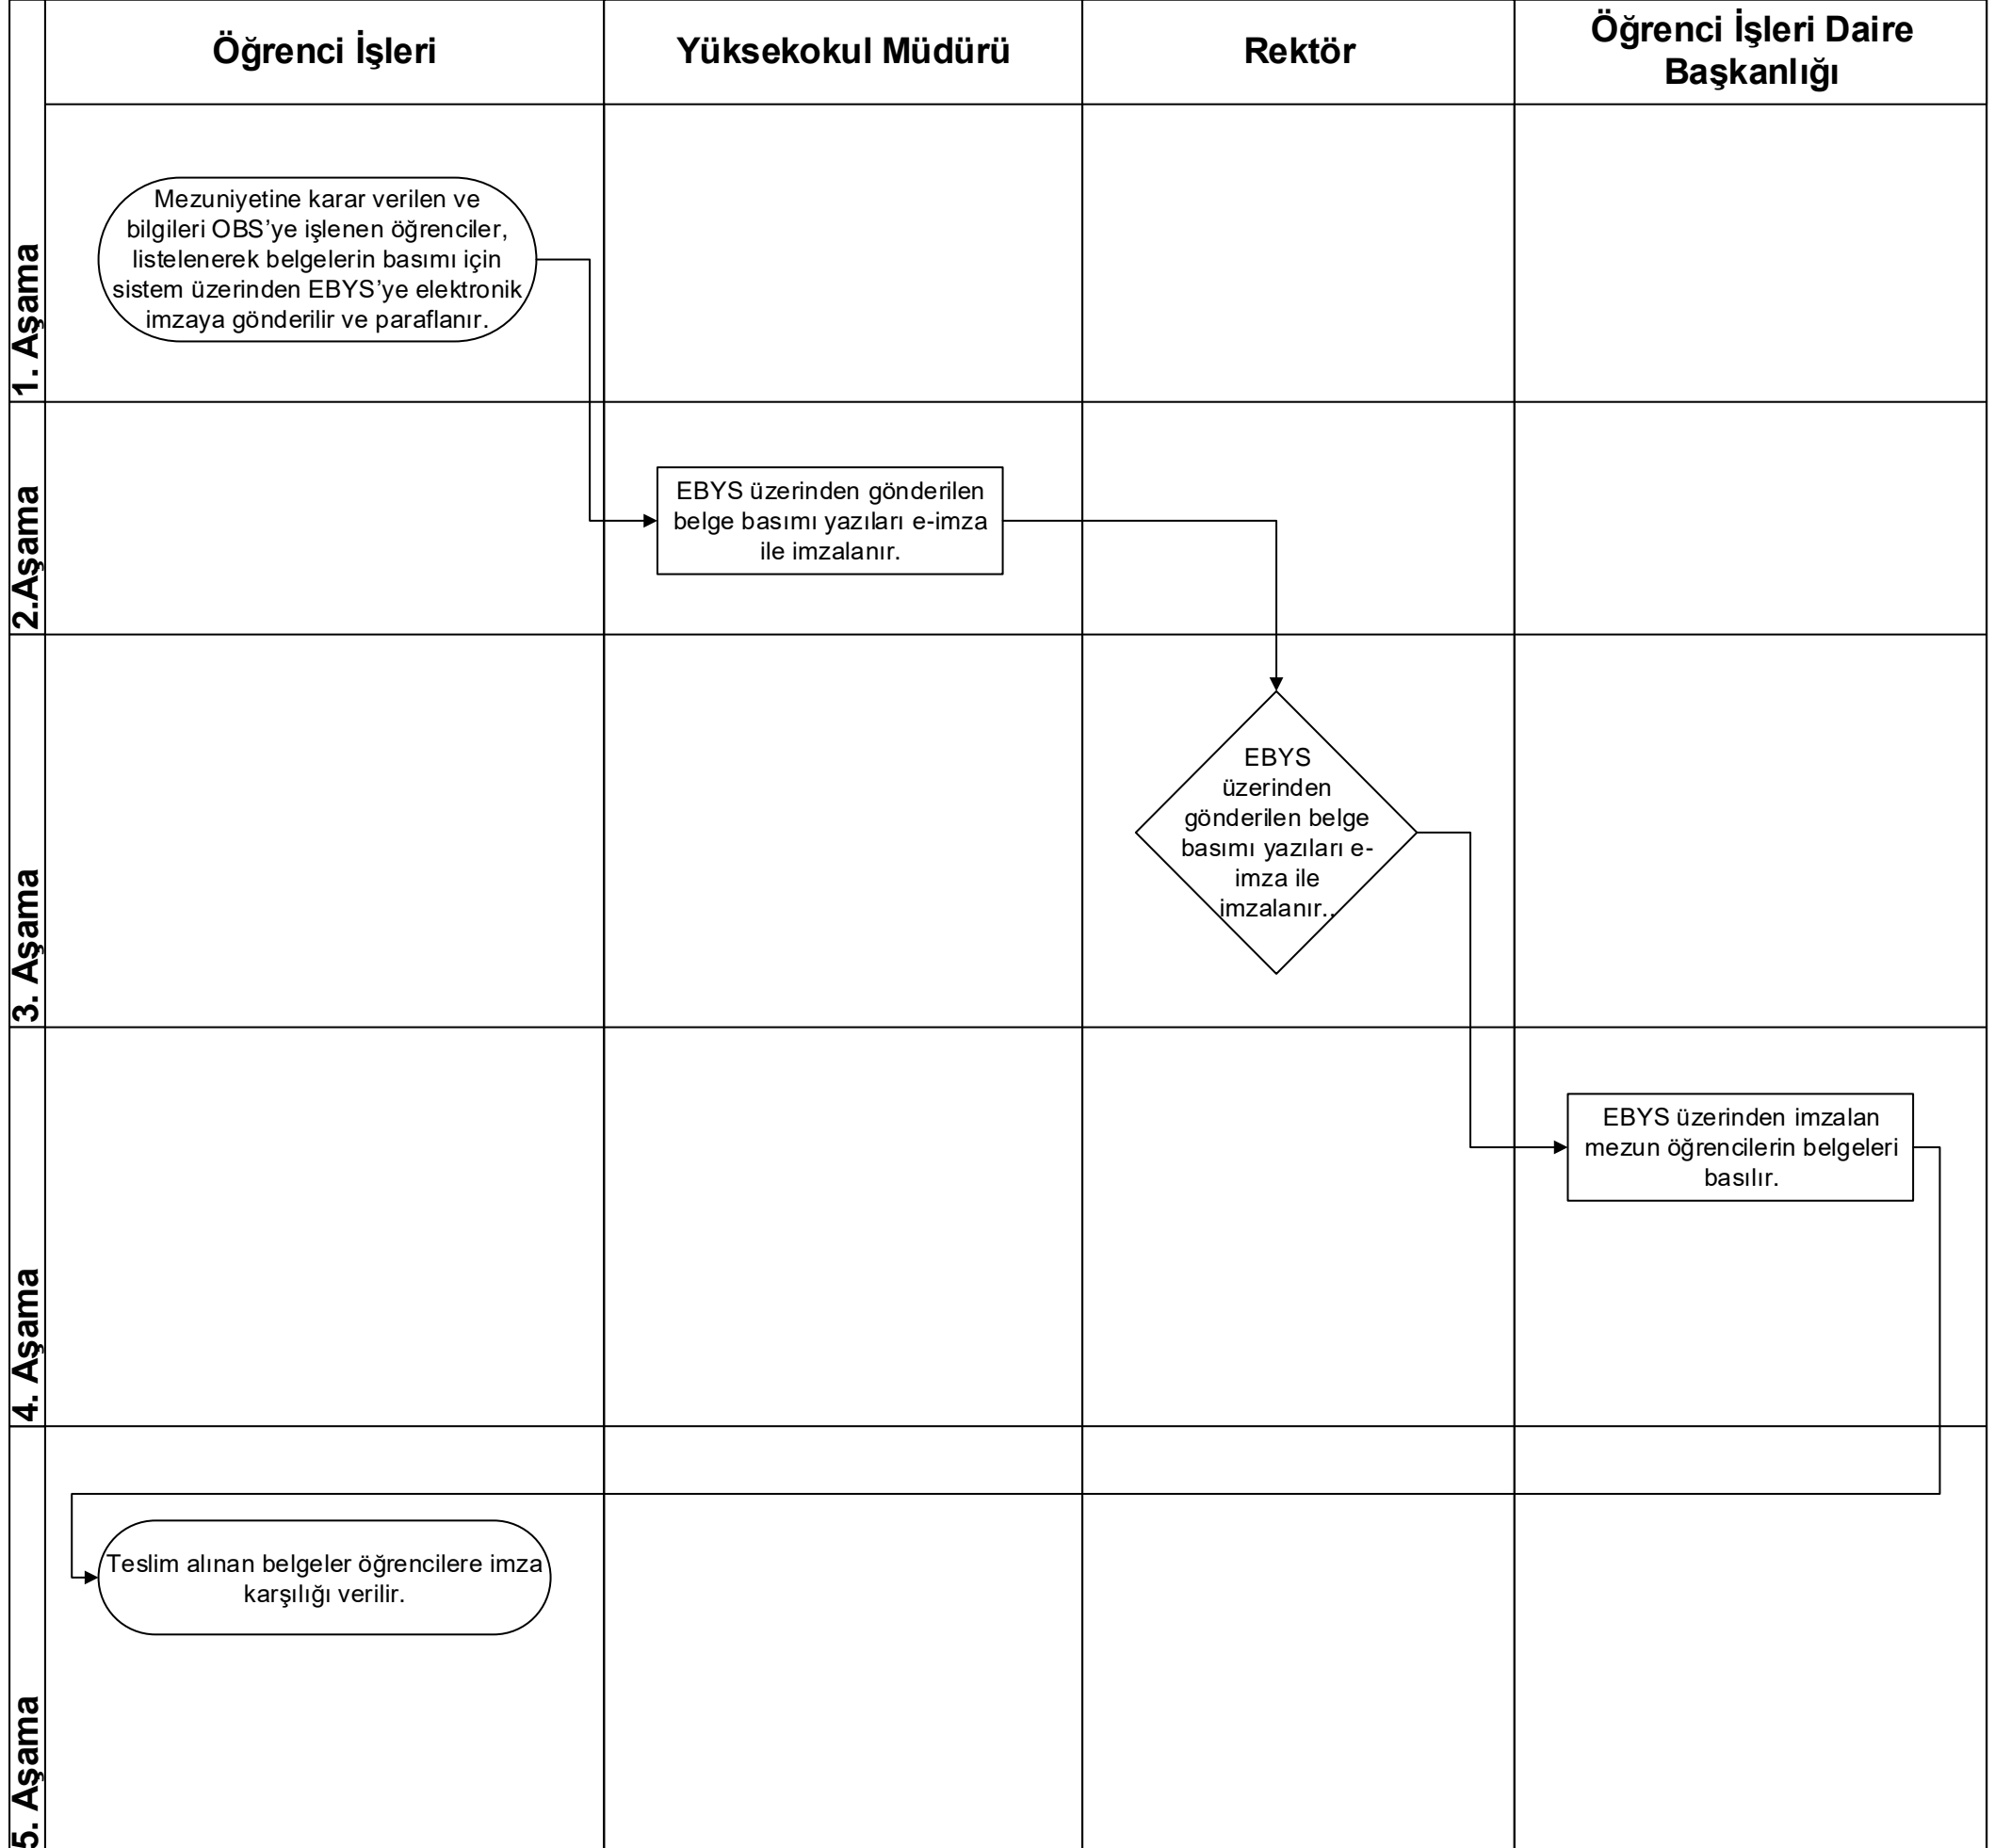 Öğrenci İşleri
Yüksekokul Müdürü
Rektör
Öğrenci İşleri Daire
Başkanlığı
1. Aşama
Mezuniyetine karar verilen ve
bilgileri OBS’ye işlenen öğrenciler,
listelenerek belgelerin basımı için
sistem üzerinden EBYS’ye elektronik
imzaya gönderilir ve paraflanır.
2.Aşama
EBYS üzerinden gönderilen
belge basımı yazıları e-imza
ile imzalanır.
3. Aşama
EBYS
üzerinden
gönderilen belge
basımı yazıları e-
imza ile
imzalanır..
4. Aşama
EBYS üzerinden imzalan
mezun öğrencilerin belgeleri
basılır.
5. Aşama
Teslim alınan belgeler öğrencilere imza
karşılığı verilir.